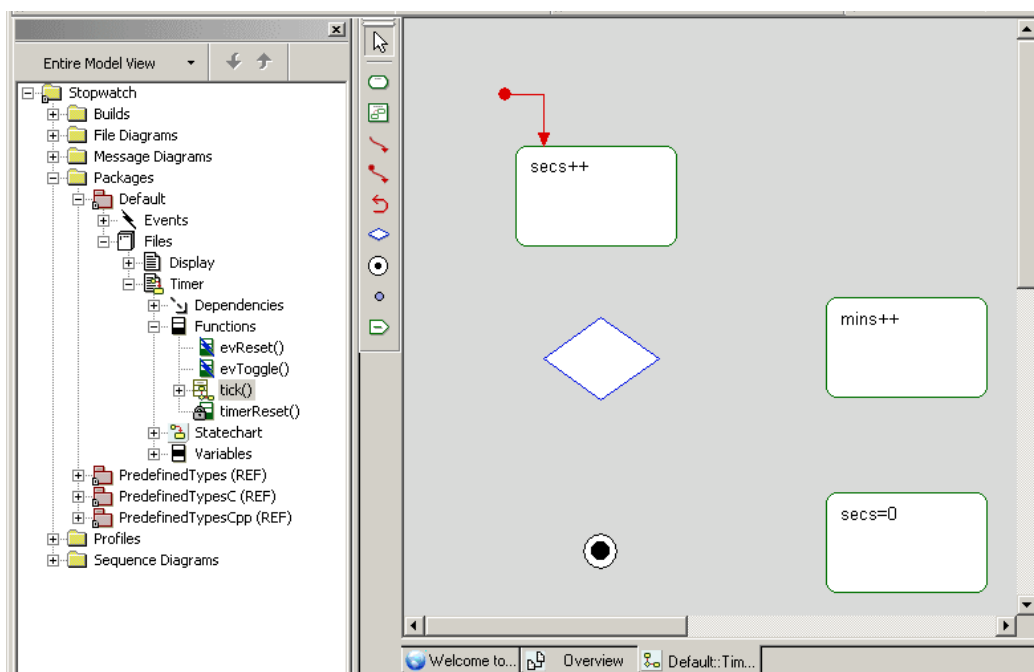 Entire Model View
Stopwatch
Builds
File Diagrams
Message Diagrams
Packages
Default
Events
Files
Display
Timer
Dependencies
Functions
evReset()
evToggle()
tick()
timerReset()
Statechart
Variables
PredefinedTypes (REF)
PredefinedTypesC (REF)
PredefinedTypesCpp (REF)
Profiles
Sequence Diagrams
secs++
mins++
secs=0
Welcome to...
Overview
Default::Tim...